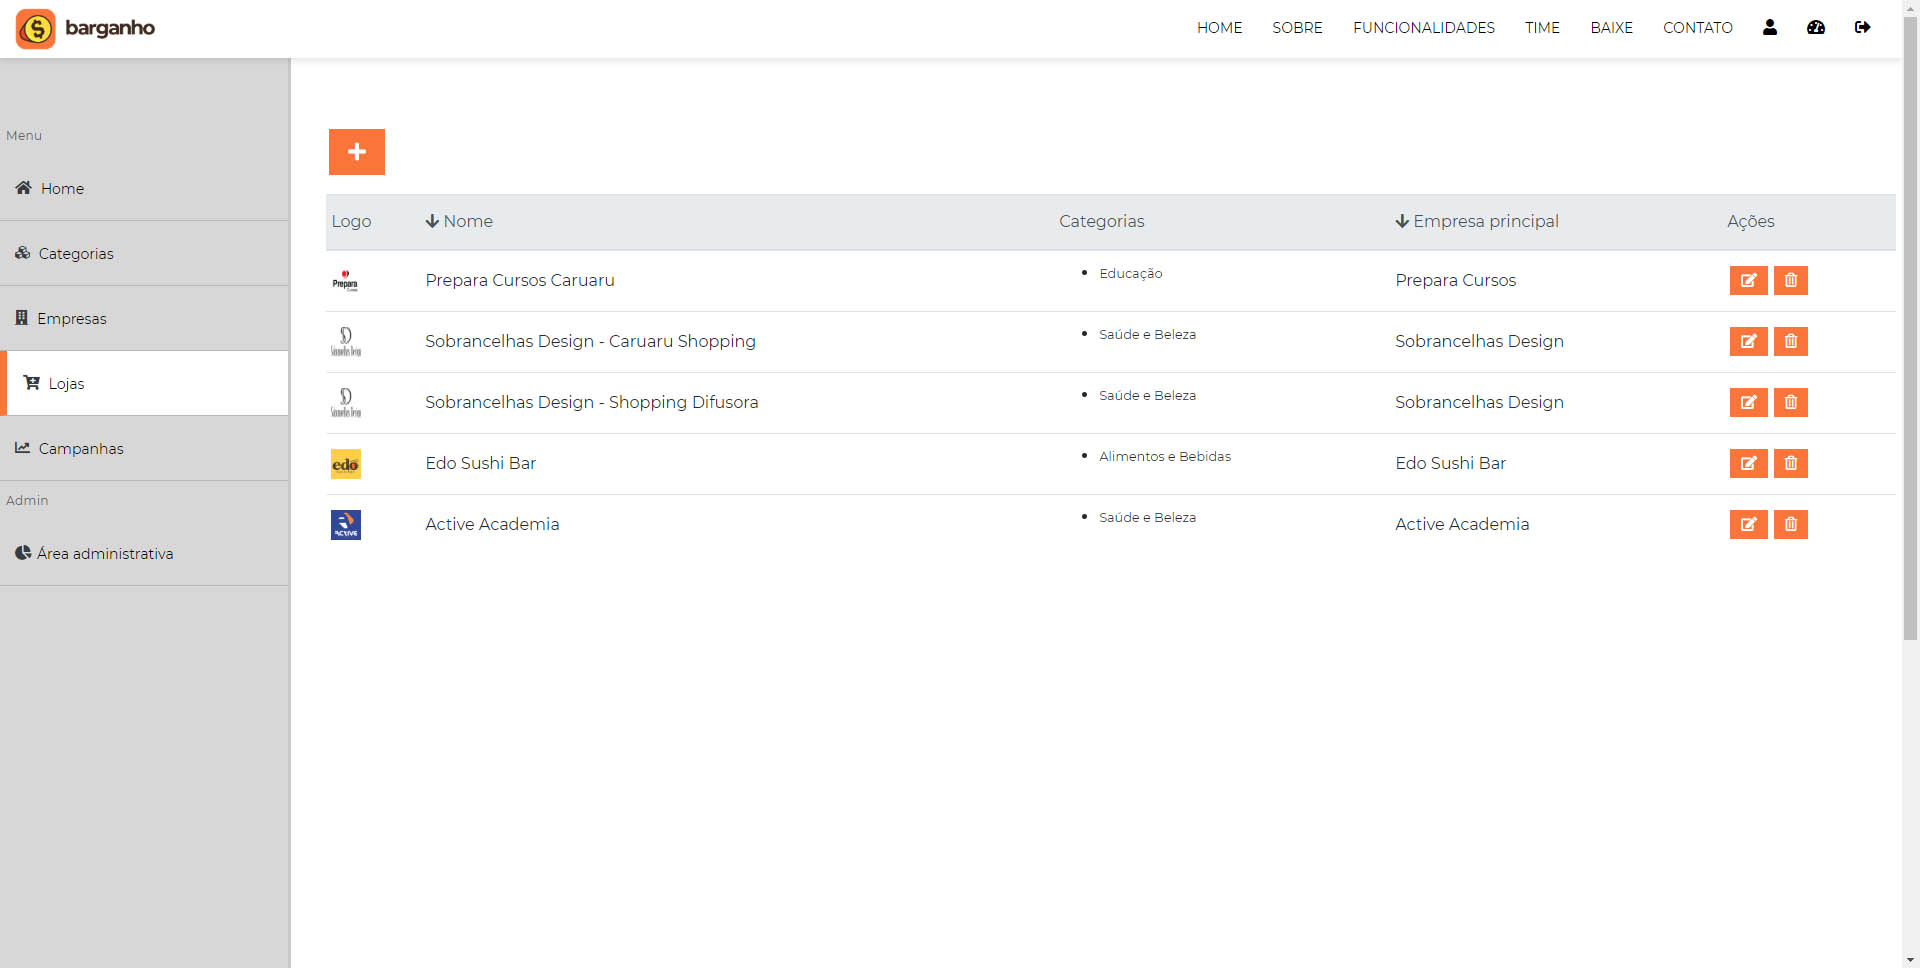 barganho
HOME SOBRE FUNCIONALIDADES TIME BAIXE CONTATO
Menu
Home
Categorias
Empresas
Lojas
Campanhas
Admin
Área administrativa
Logo Nome Categorias Empresa principal Ações
Prepara Prepara Cursos Caruaru Educação Prepara Cursos
Sobrancelhas Design - Caruaru Shopping Saúde e Beleza Sobrancelhas Design
Sobrancelhas Design - Shopping Difusora Saúde e Beleza Sobrancelhas Design
edo Edo Sushi Bar Alimentos e Bebidas Edo Sushi Bar
ACTIVE Active Academia Saúde e Beleza Active Academia